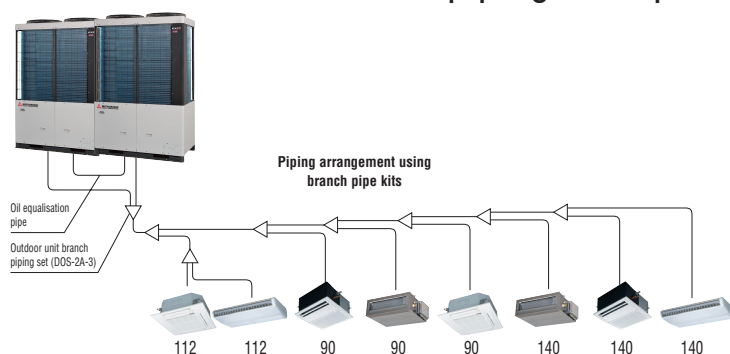 Piping arrangement using
branch pipe kits
Oil equalisation
pipe
Outdoor unit branch
piping set (DOS-2A-3)
112 112 90 90 90 140 140 140